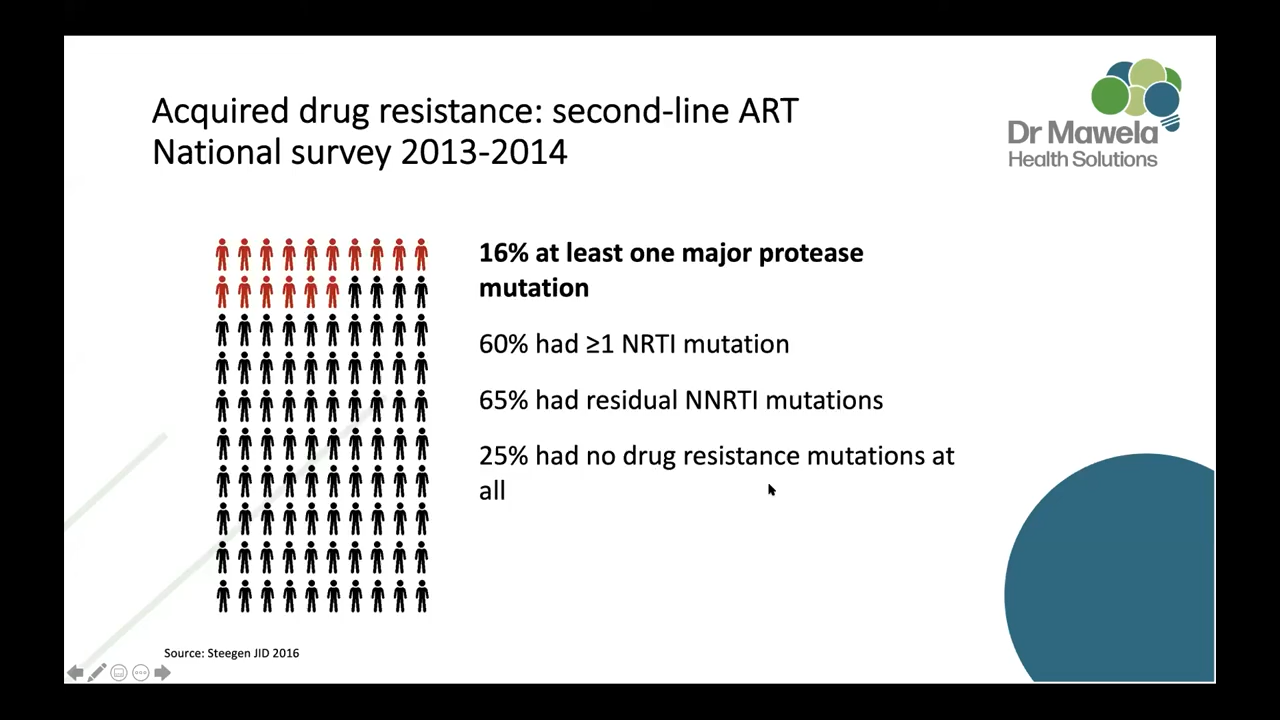 Acquired drug resistance: second-line ART
National survey 2013-2014
Dr Mawela
Health Solutions
16% at least one major protease
mutation
60% had ≥1 NRTI mutation
65% had residual NNRTI mutations
25% had no drug resistance mutations at
all
Source: Steegen JID 2016